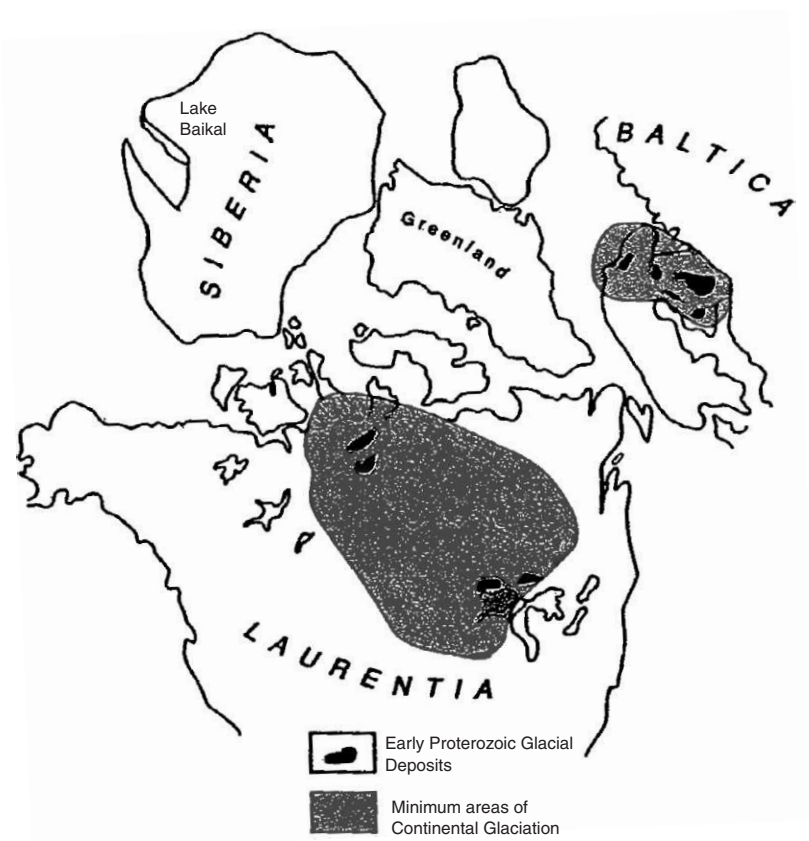 Lake
Baikal
SIBERIA
BALTICA
Greenland
LAURENTIA
Early Proterozoic Glacial
Deposits
Minimum areas of
Continental Glaciation